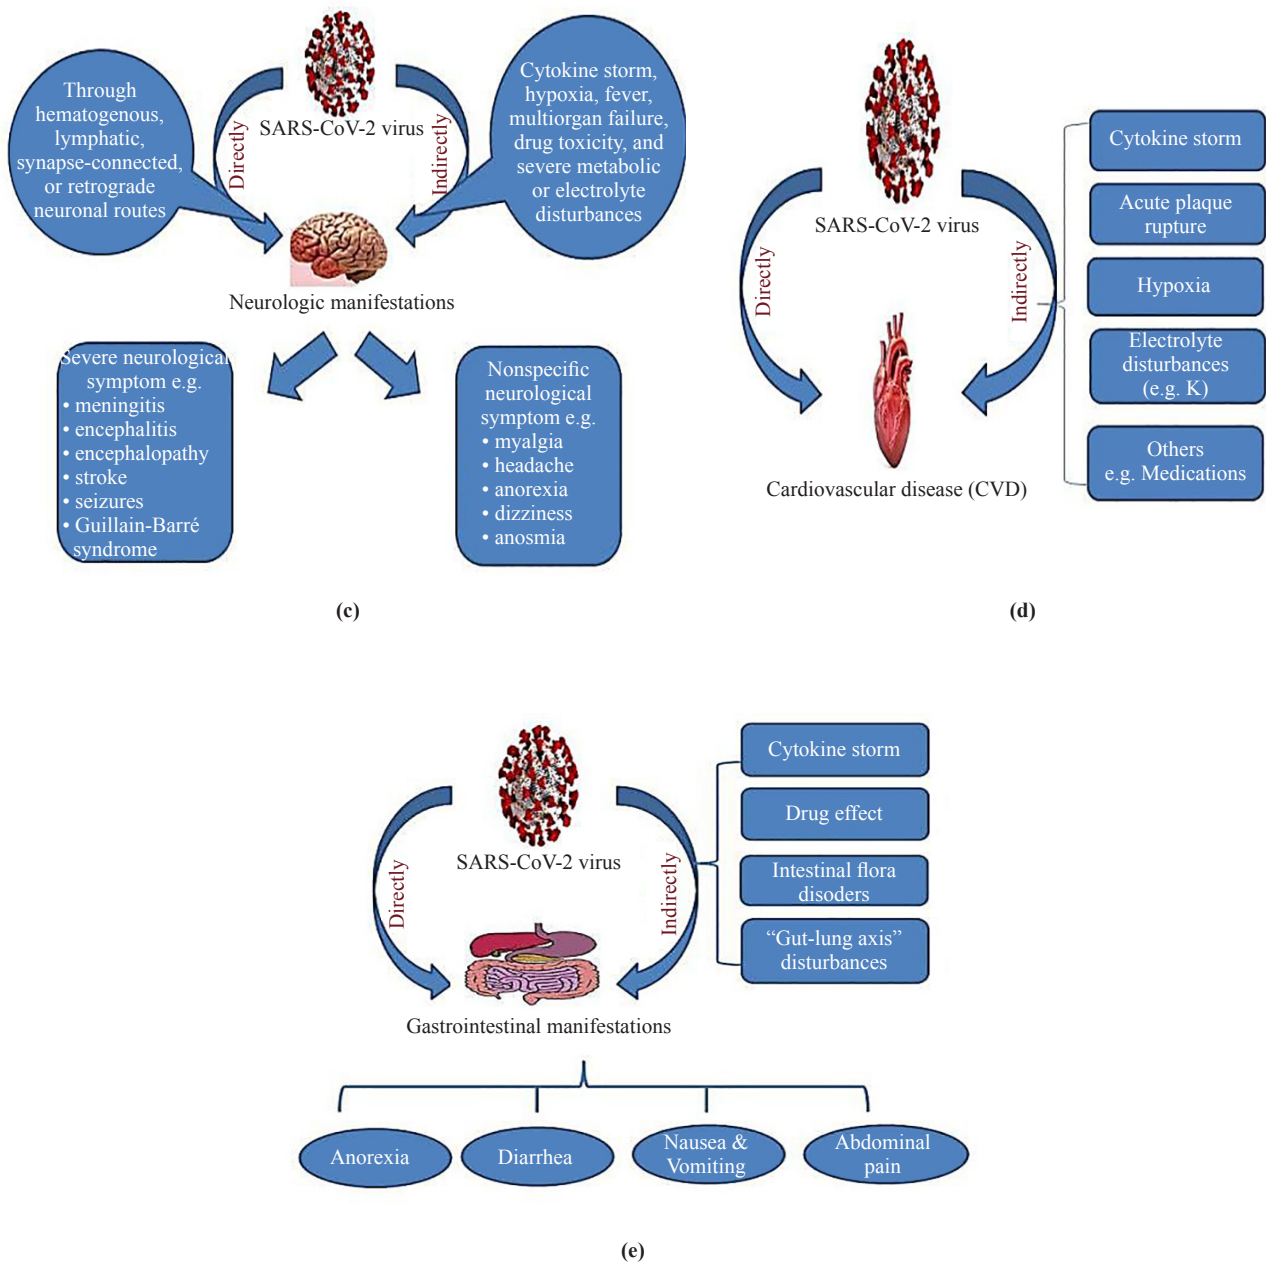 Through
hematogenous,
lymphatic,
synapse-connected,
or retrograde
neuronal routes
SARS-CoV-2 virus
Directly
Indirectly
Cytokine storm,
hypoxia, fever,
multiorgan failure,
drug toxicity, and
severe metabolic
or electrolyte
disturbances
Neurologic manifestations
Severe neurological
symptom e.g.
• meningitis
• encephalitis
• encephalopathy
• stroke
• seizures
• Guillain-Barré
syndrome
Nonspecific
neurological
symptom e.g.
• myalgia
• headache
• anorexia
• dizziness
• anosmia
(c)
SARS-CoV-2 virus
Directly
Indirectly
Cardiovascular disease (CVD)
Cytokine storm
Acute plaque
rupture
Hypoxia
Electrolyte
disturbances
(e.g. K)
Others
e.g. Medications
(d)
SARS-CoV-2 virus
Directly
Indirectly
Cytokine storm
Drug effect
Intestinal flora
disoders
“Gut-lung axis”
disturbances
Gastrointestinal manifestations
Anorexia
Diarrhea
Nausea &
Vomiting
Abdominal
pain
(e)